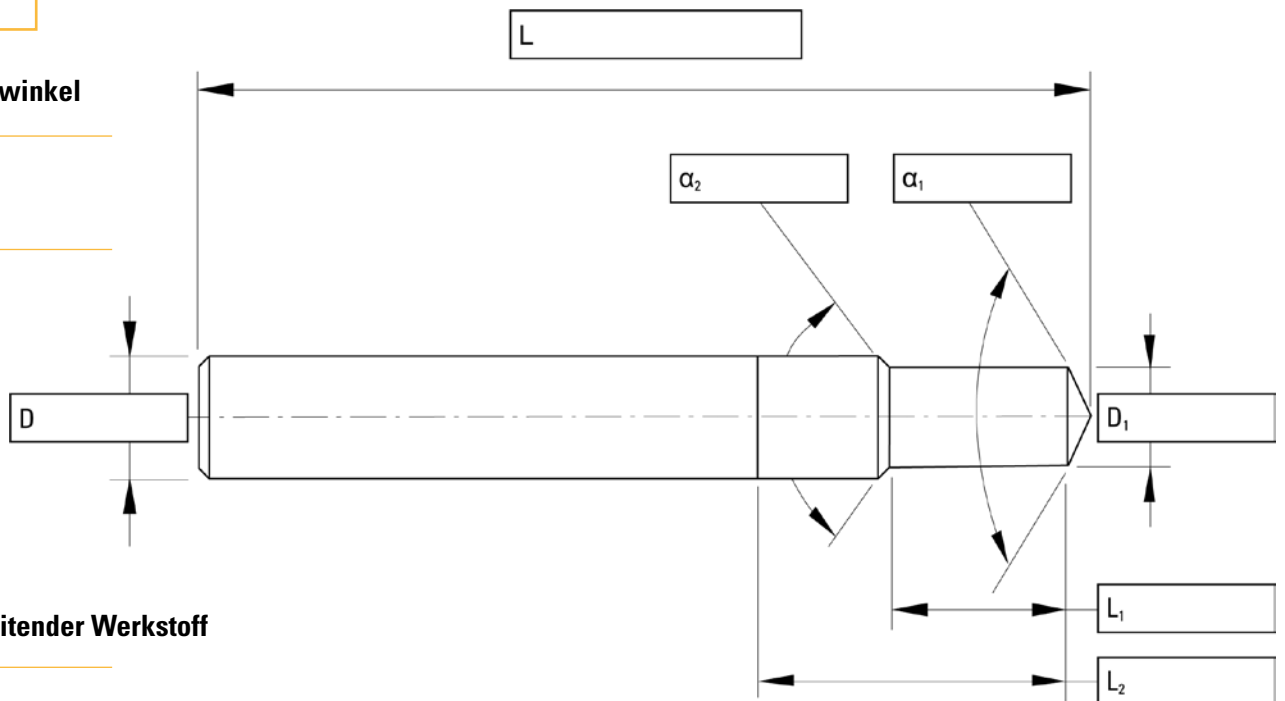 L
winkel
α₂
α₁
D
D₁
itender Werkstoff
L₁
L₂